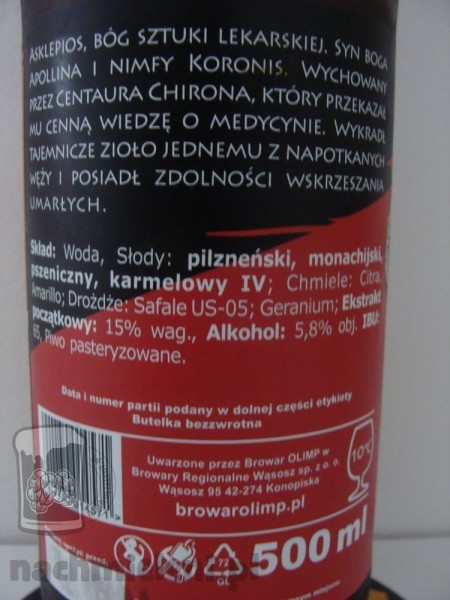 Asklepios, bóg sztuki lekarskiej. Syn boga
Apollina i nimfy Koronis. Wychowany
przez Centaura Chirona, który przekazał
mu cenną wiedzę o medycynie. Wykradł
tajemnicze zioło jednemu z napotkanych
węży i posiadł zdolności wskrzeszania
umarłych.
Skład: Woda, Słody: pilzneński, monachijski,
pszeniczny, karmelowy IV; Chmiele: Citra,
Amarillo; Drożdże: Safale US-05; Geranium; Ekstrakt
początkowy: 15% wag., Alkohol: 5,8% obj. IBU:
65, Piwo pasteryzowane.
Data i numer partii podany w dolnej części etykiety
Butelka bezzwrotna
Uwarzone przez Browar OLIMP w
Browary Regionalne Wąsosz sp. z o.o.
Wąsosz 95 42-274 Konopiska
browarolimp.pl
10°C
przed:
72
GL
500 ml